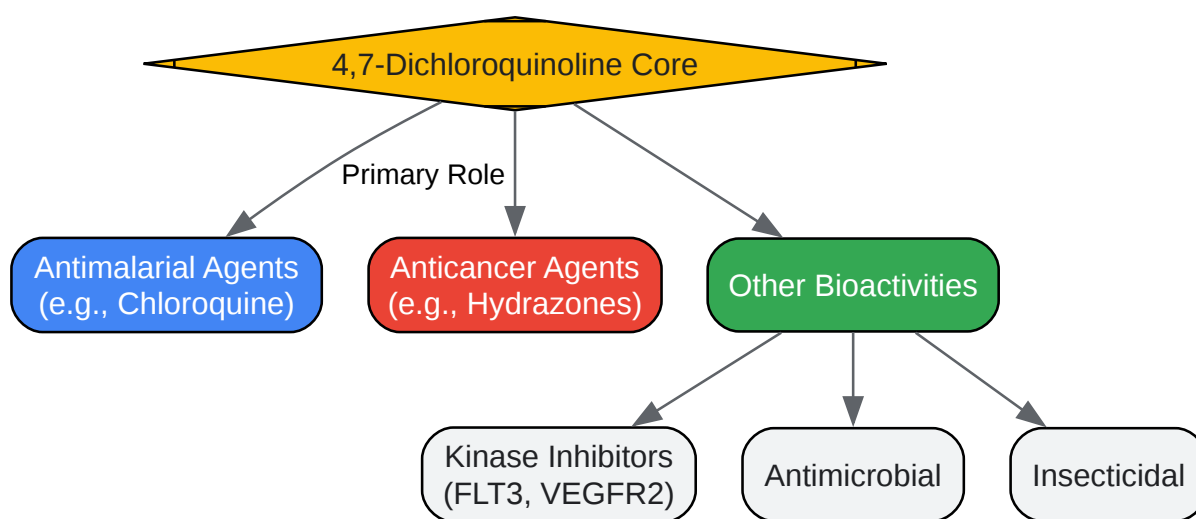 4,7-Dichloroquinoline Core
Primary Role
Antimalarial Agents
(e.g., Chloroquine)
Anticancer Agents
(e.g., Hydrazones)
Other Bioactivities
Kinase Inhibitors
(FLT3, VEGFR2)
Antimicrobial
Insecticidal